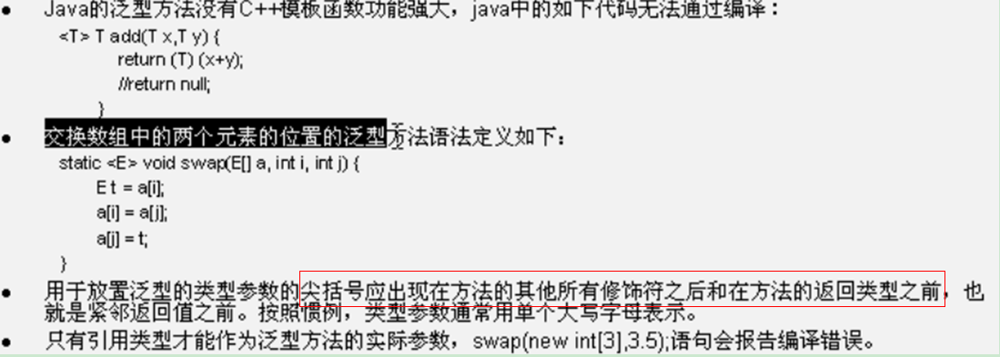 ● Java的泛型方法没有C++模板函数功能强大，java中的如下代码无法通过编译：
<T> T add(T x,T y) {
return (T) (x+y);
//return null;
}
● 交换数组中的两个元素的位置的泛型方法语法定义如下：
static <E> void swap(E[] a, int i, int j) {
E t = a[i];
a[i] = a[j];
a[j] = t;
}
● 用于放置泛型的类型参数的尖括号应出现在方法的其他所有修饰符之后和在方法的返回类型之前，也
就是紧邻返回值之前。按照惯例，类型参数通常用单个大写字母表示。
● 只有引用类型才能作为泛型方法的实际参数，swap(new int[3],3,5);语句会报告编译错误。